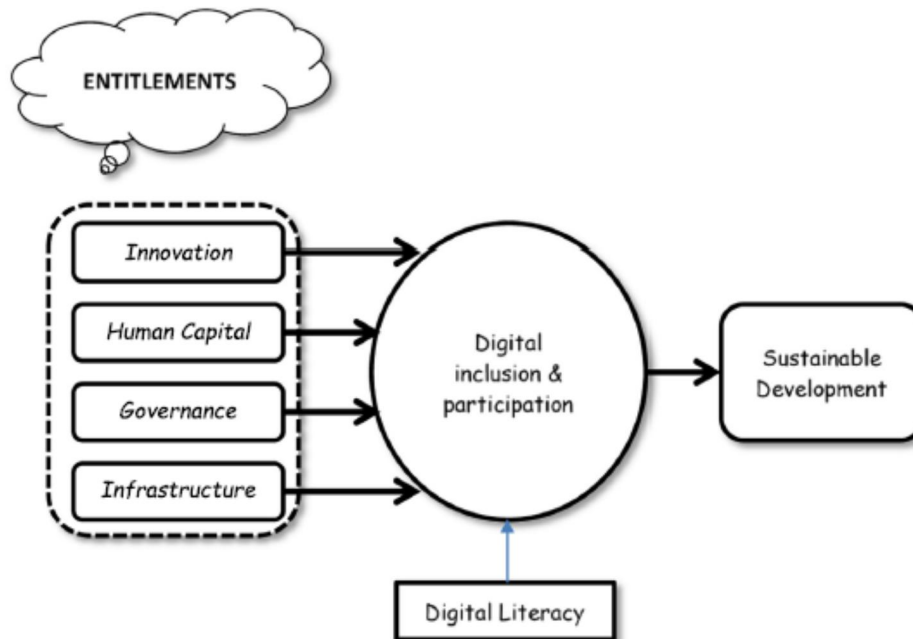 ENTITLEMENTS
Innovation
Human Capital
Governance
Infrastructure
Digital
inclusion &
participation
Sustainable
Development
Digital Literacy